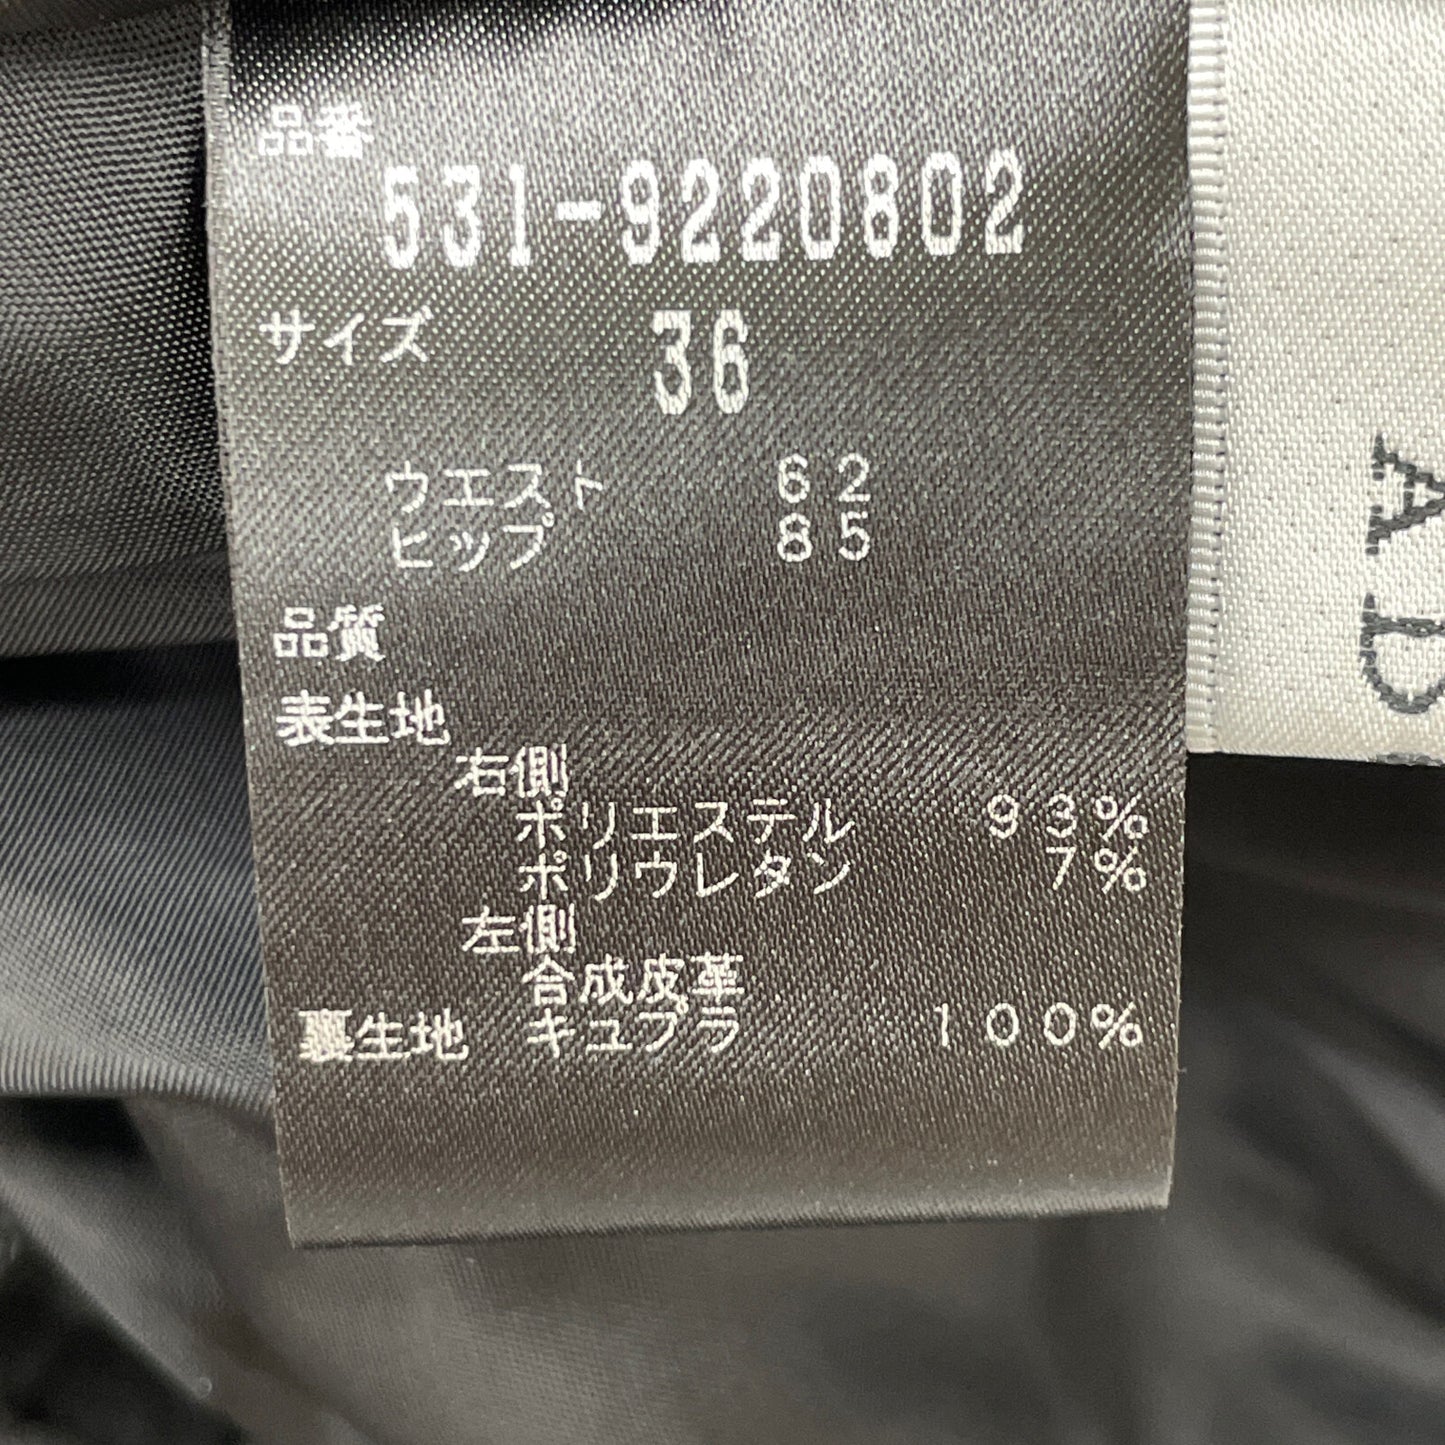 品番
531-9220802
サイズ 36
ウエスト 62
ヒップ 85
品質
表生地
右側
ポリエステル 93%
ポリウレタン 7%
左側
合成皮革
裏生地 キュプラ 100%